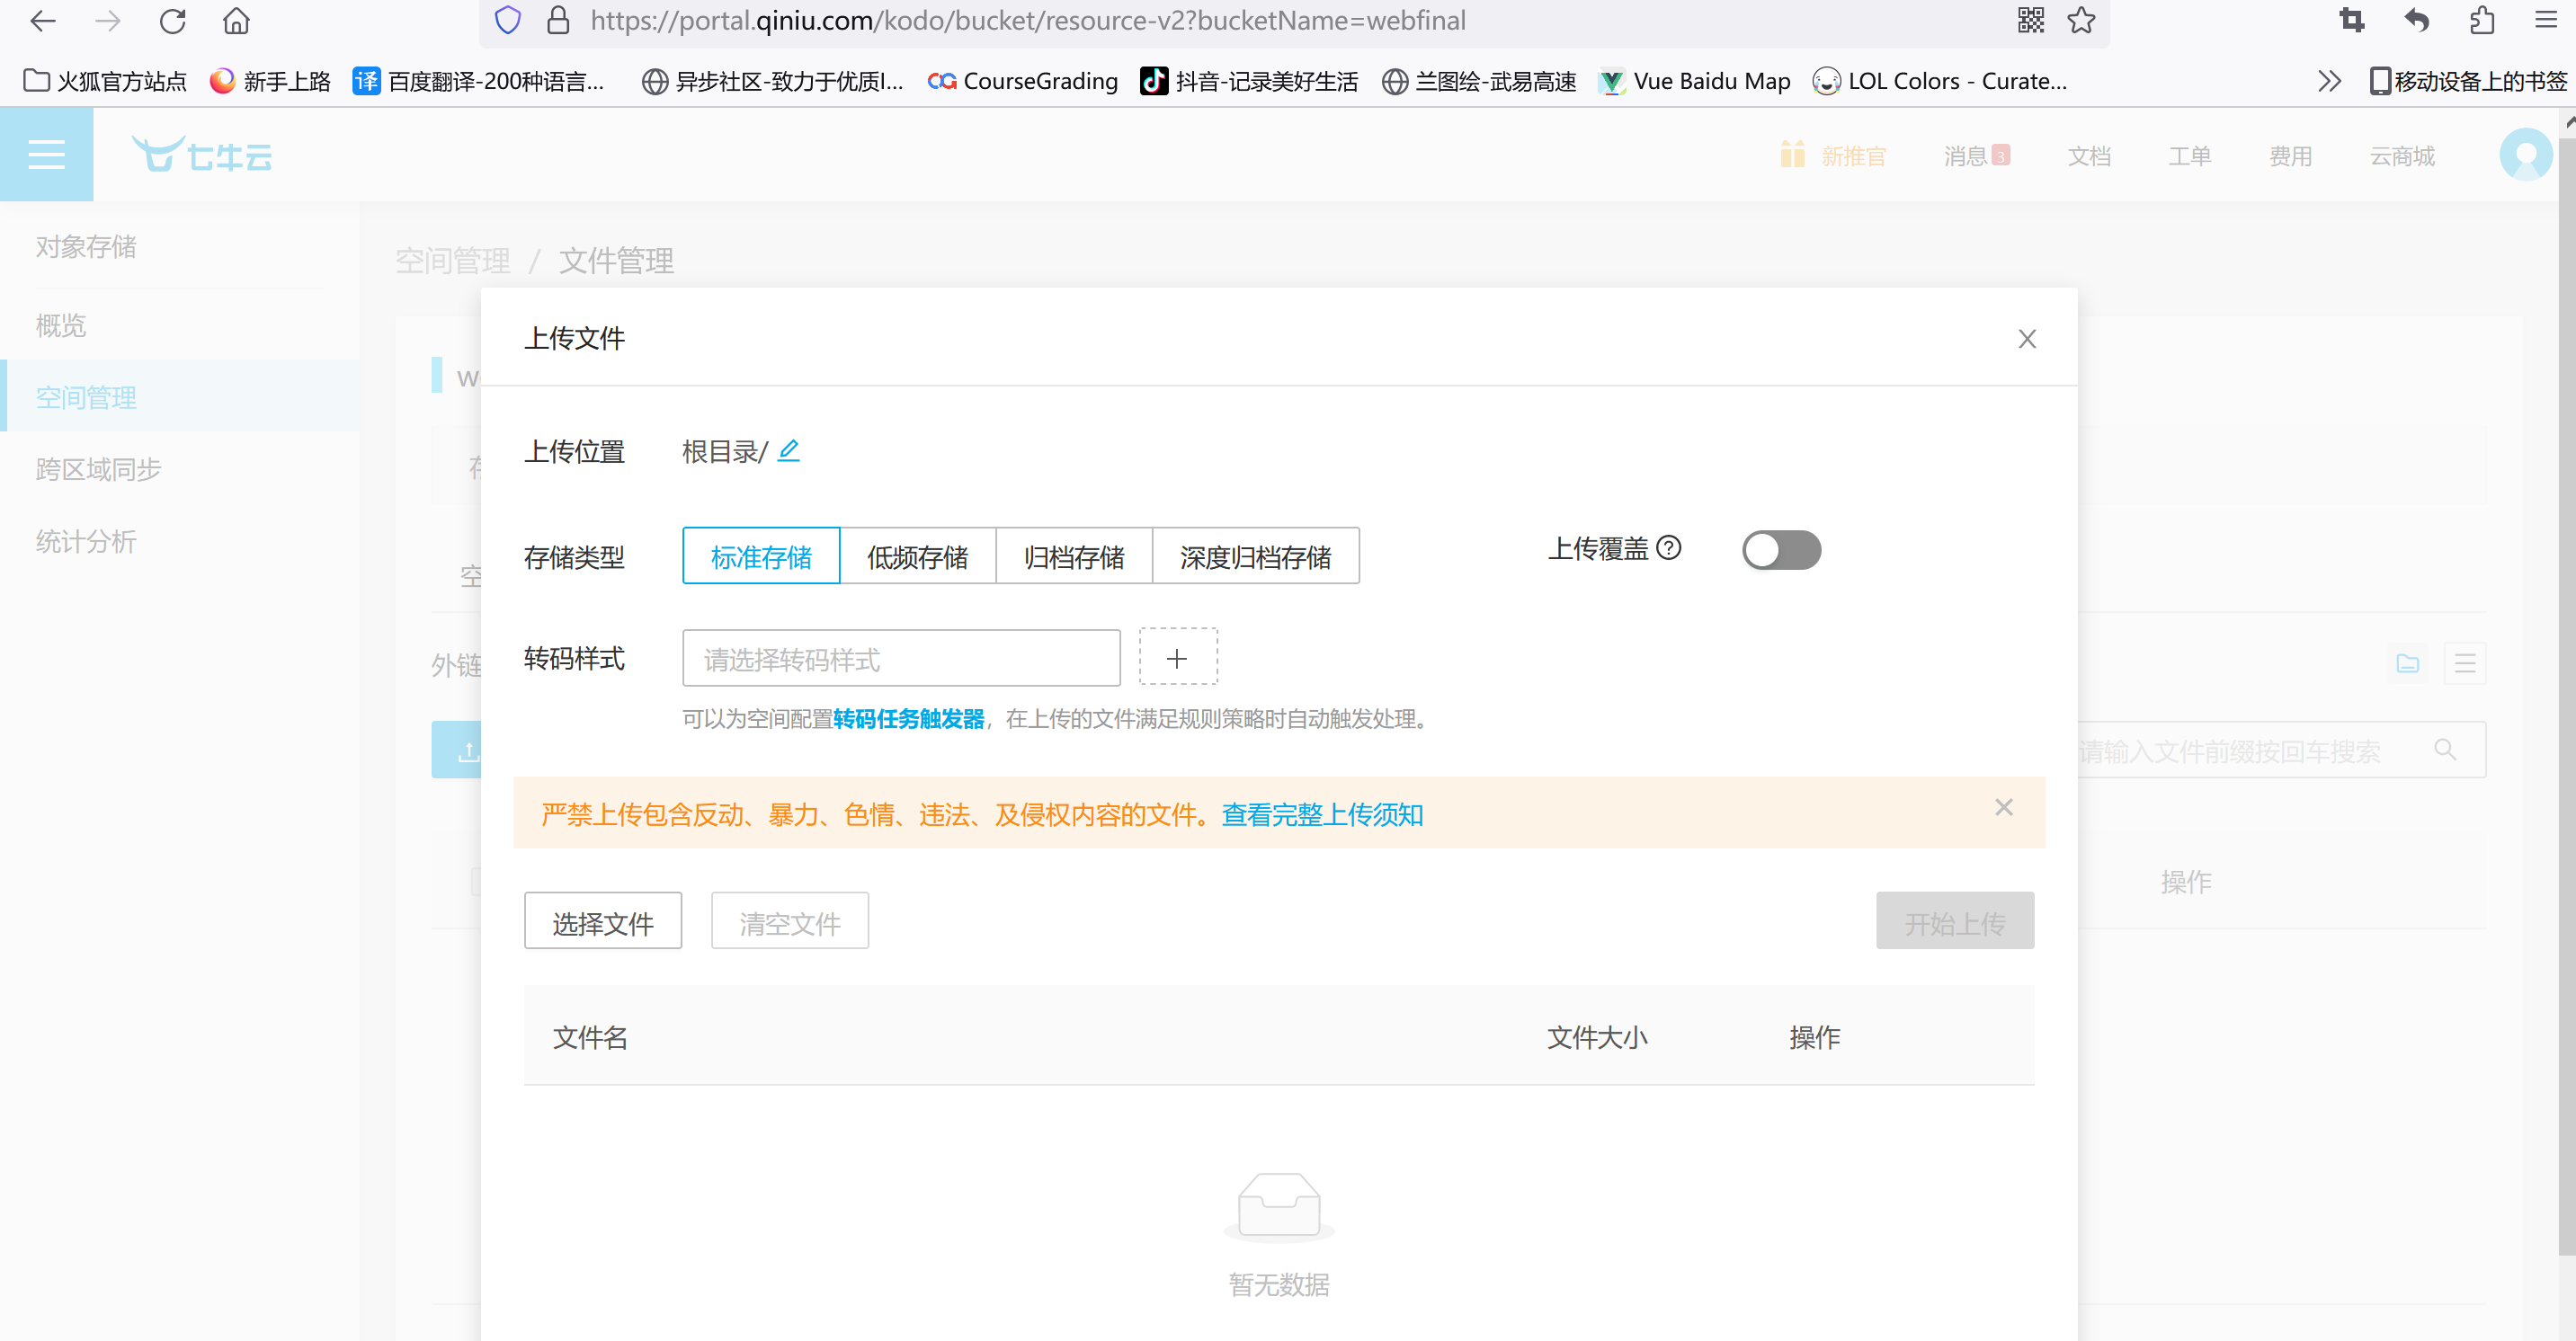 https://portal.qiniu.com/kodo/bucket/resource-v2?bucketName=webfinal
火狐官方站点 新手上路 译 百度翻译-200种语言... 异步社区-致力于优质I... CG CourseGrading 抖音-记录美好生活 兰图绘-武易高速 Vue Baidu Map LOL Colors - Curate... 移动设备上的书签
七牛云 新推官 消息 3 文档 工单 费用 云商城
对象存储
概览
空间管理
跨区域同步
统计分析
空间管理 / 文件管理
w
空
外链
上传文件
上传位置 根目录/
存储类型 标准存储 低频存储 归档存储 深度归档存储 上传覆盖
转码样式 请选择转码样式
可以为空间配置转码任务触发器，在上传的文件满足规则策略时自动触发处理。
请输入文件前缀按回车搜索
严禁上传包含反动、暴力、色情、违法、及侵权内容的文件。查看完整上传须知
操作
选择文件 清空文件 开始上传
文件名 文件大小 操作
暂无数据